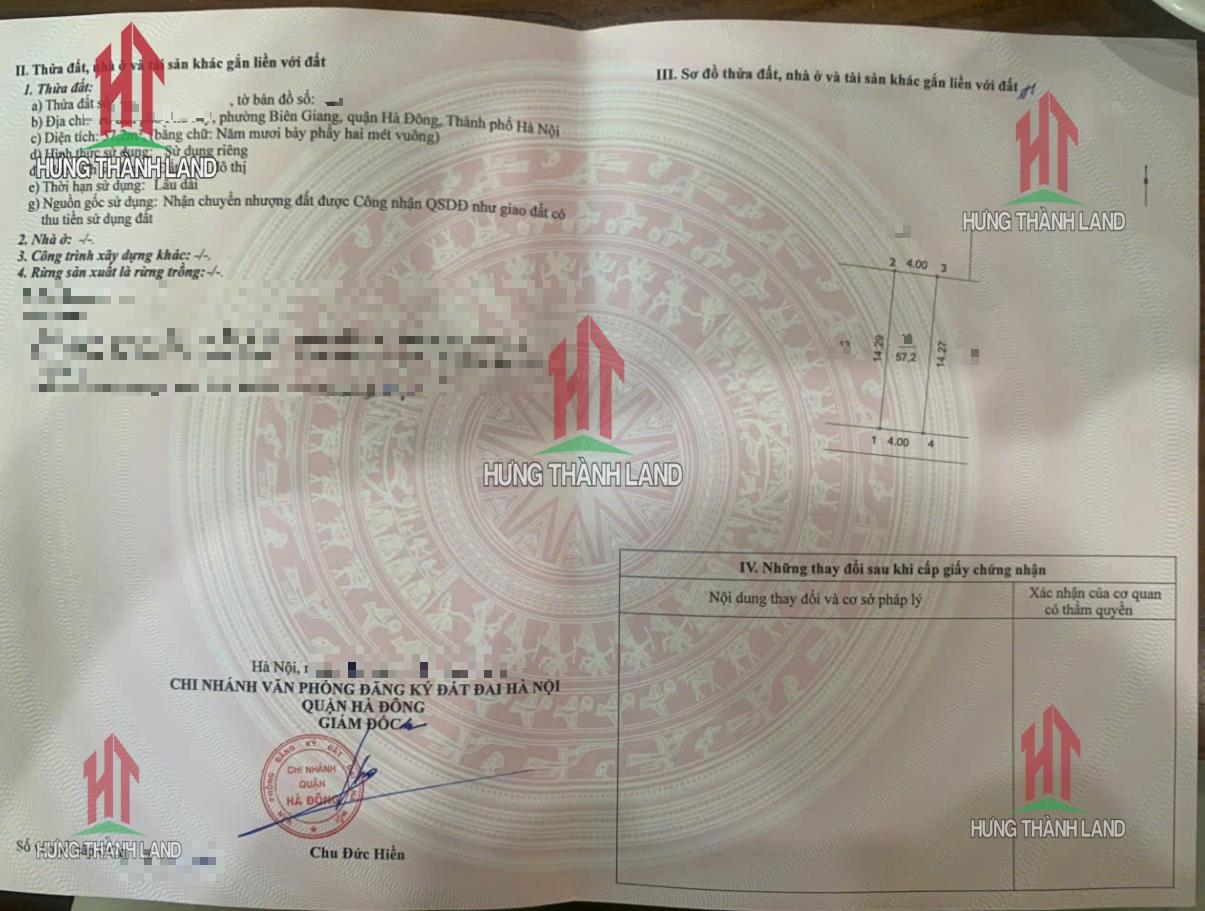 II. Thửa đất, nhà ở và tài sản khác gắn liền với đất
1. Thửa đất:
a) Thửa đất số , tờ bản đồ số:
b) Địa chỉ: , phường Biên Giang, quận Hà Đông, Thành phố Hà Nội
c) Diện tích: 57,2m², (bằng chữ: Năm mươi bảy phẩy hai mét vuông)
d) Hình thức sử dụng: Sử dụng riêng
đô thị
e) Thời hạn sử dụng: Lâu dài
g) Nguồn gốc sử dụng: Nhận chuyển nhượng đất được Công nhận QSDĐ như giao đất có
thu tiền sử dụng đất
2. Nhà ở: -/-.
3. Công trình xây dựng khác: -/-.
4. Rừng sản xuất là rừng trồng: -/-.
Hà Nội,
CHI NHÁNH VĂN PHÒNG ĐĂNG KÝ ĐẤT ĐAI HÀ NỘI
QUẬN HÀ ĐÔNG
GIÁM ĐỐC
CHI NHÁNH
QUẬN
HÀ ĐÔNG
Chu Đức Hiền
Số
III. Sơ đồ thửa đất, nhà ở và tài sản khác gắn liền với đất
2 4.00 3
14.29
57,2
14.27
1 4.00 4
IV. Những thay đổi sau khi cấp giấy chứng nhận
Nội dung thay đổi và cơ sở pháp lý
Xác nhận của cơ quan
có thẩm quyền
HƯNG THÀNH LAND
HƯNG THÀNH LAND
HƯNG THÀNH LAND
HƯNG THÀNH LAND
HƯNG THÀNH LAND